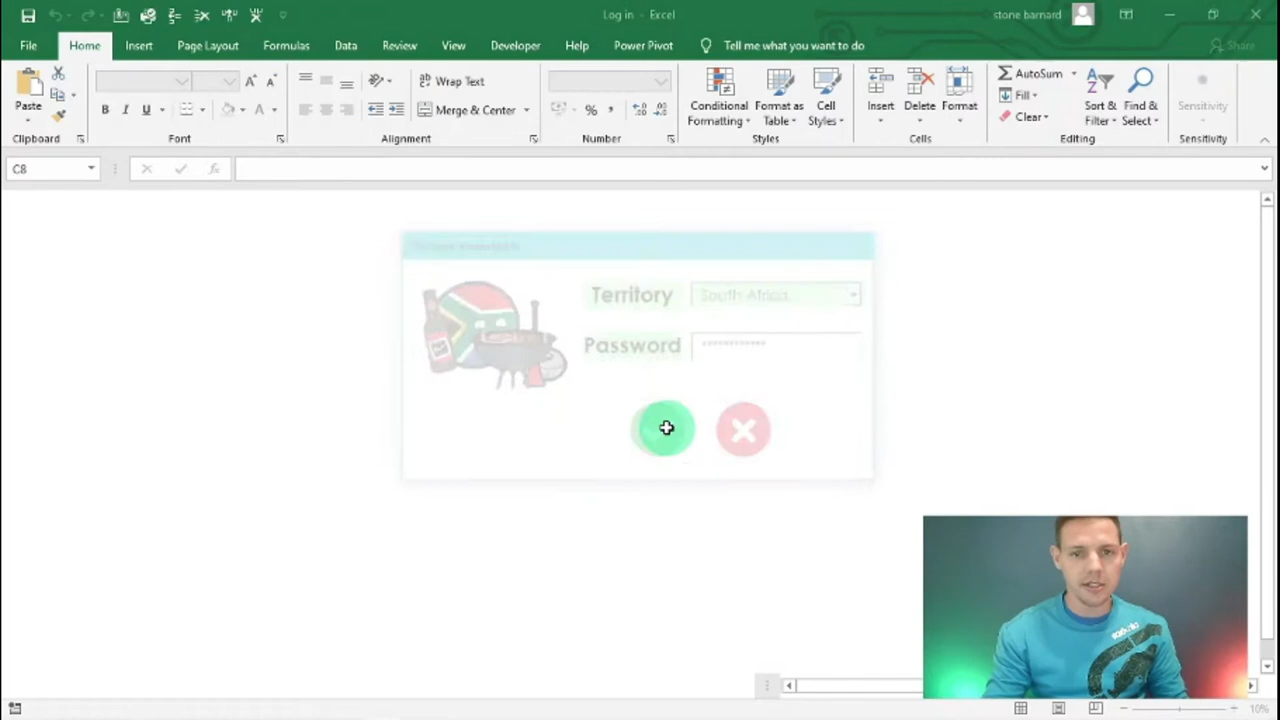 Log in - Excel
stone barnard
File Home Insert Page Layout Formulas Data Review View Developer Help Power Pivot Tell me what you want to do Share
Paste
Clipboard
B I U A
Font
Wrap Text
Merge & Center
Alignment
%
Number
Conditional Formatting
Format as Table
Cell Styles
Styles
Insert
Delete
Format
Cells
AutoSum
Fill
Clear
Sort & Filter
Find & Select
Editing
Sensitivity
Sensitivity
C8
fx
Territory South Africa
Password ************
10%